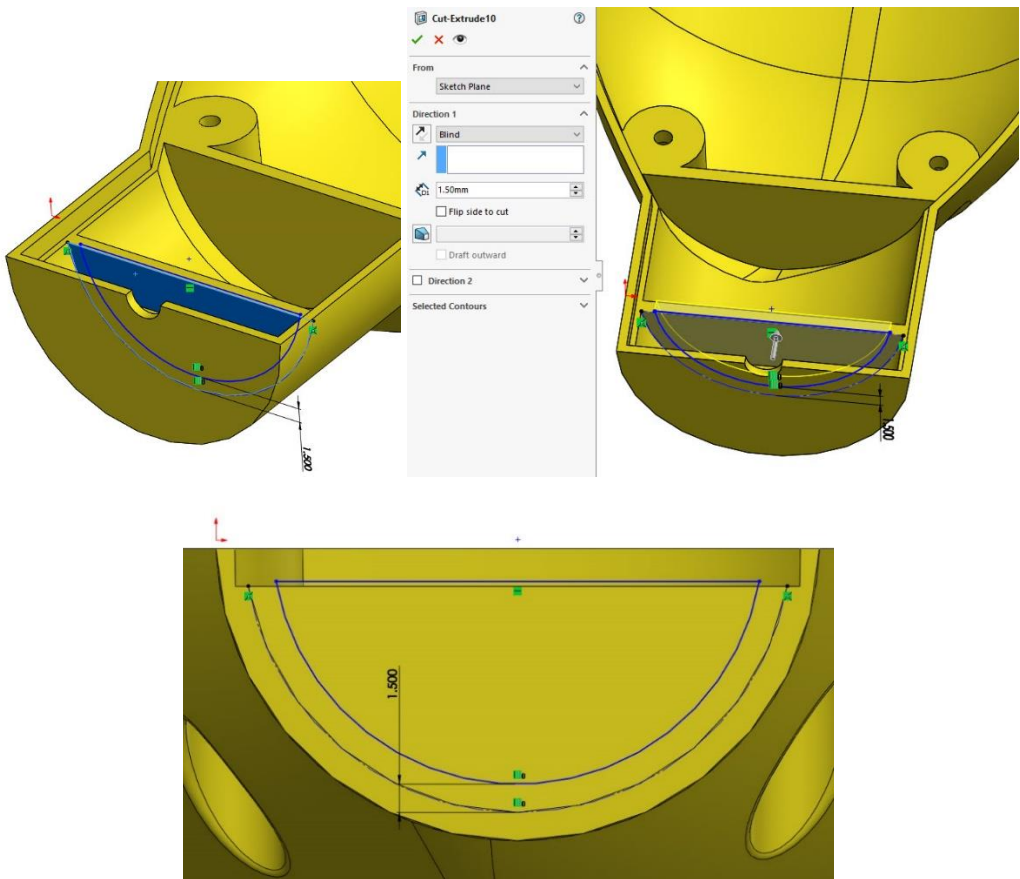 Cut-Extrude10
From
Sketch Plane
Direction 1
Blind
D1
1.50mm
Flip side to cut
Draft outward
Direction 2
Selected Contours
1.500
1.500
1.500